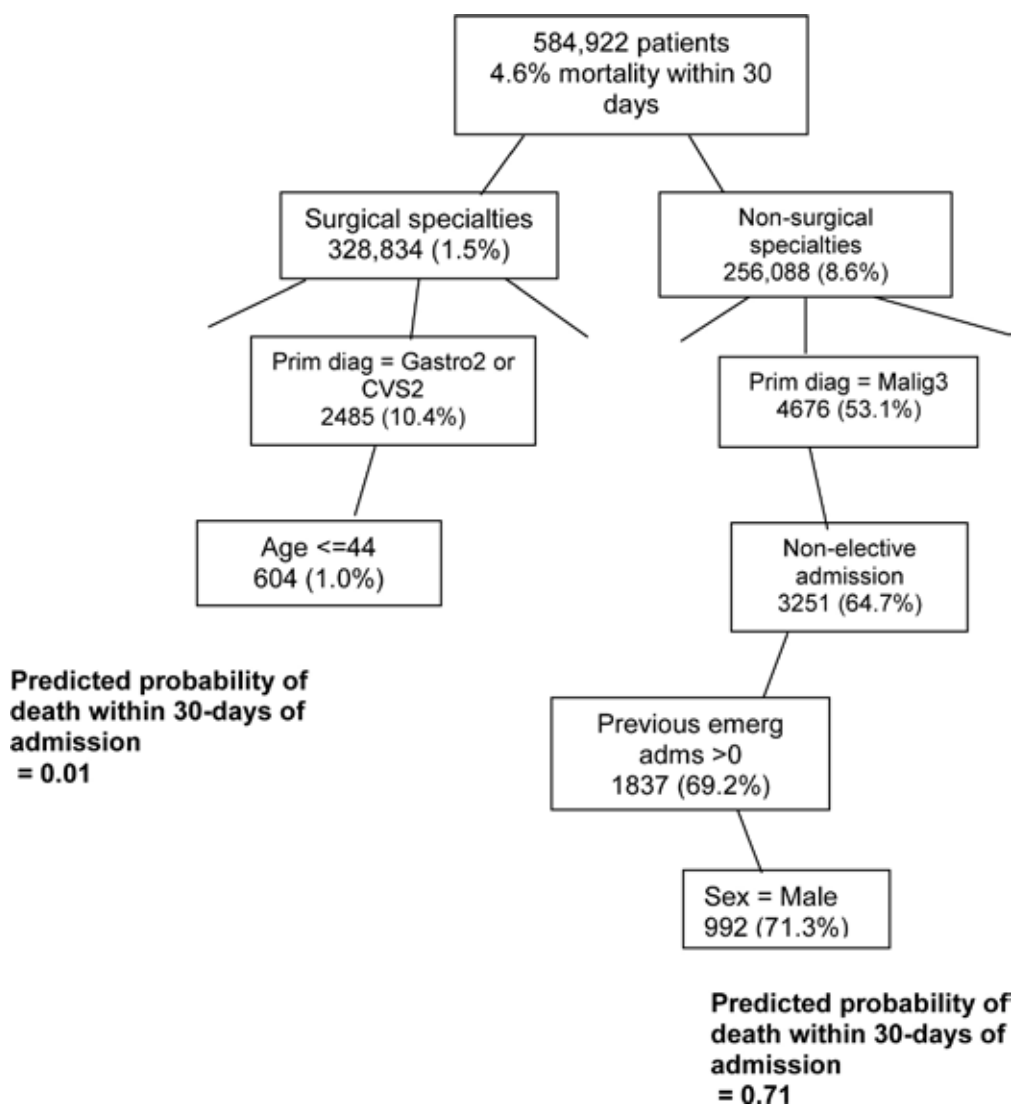 584,922 patients
4.6% mortality within 30
days
Surgical specialties
328,834 (1.5%)
Non-surgical
specialties
256,088 (8.6%)
Prim diag = Gastro2 or
CVS2
2485 (10.4%)
Prim diag = Malig3
4676 (53.1%)
Age <=44
604 (1.0%)
Non-elective
admission
3251 (64.7%)
Predicted probability of
death within 30-days of
admission
= 0.01
Previous emerg
adms >0
1837 (69.2%)
Sex = Male
992 (71.3%)
Predicted probability of
death within 30-days of
admission
= 0.71